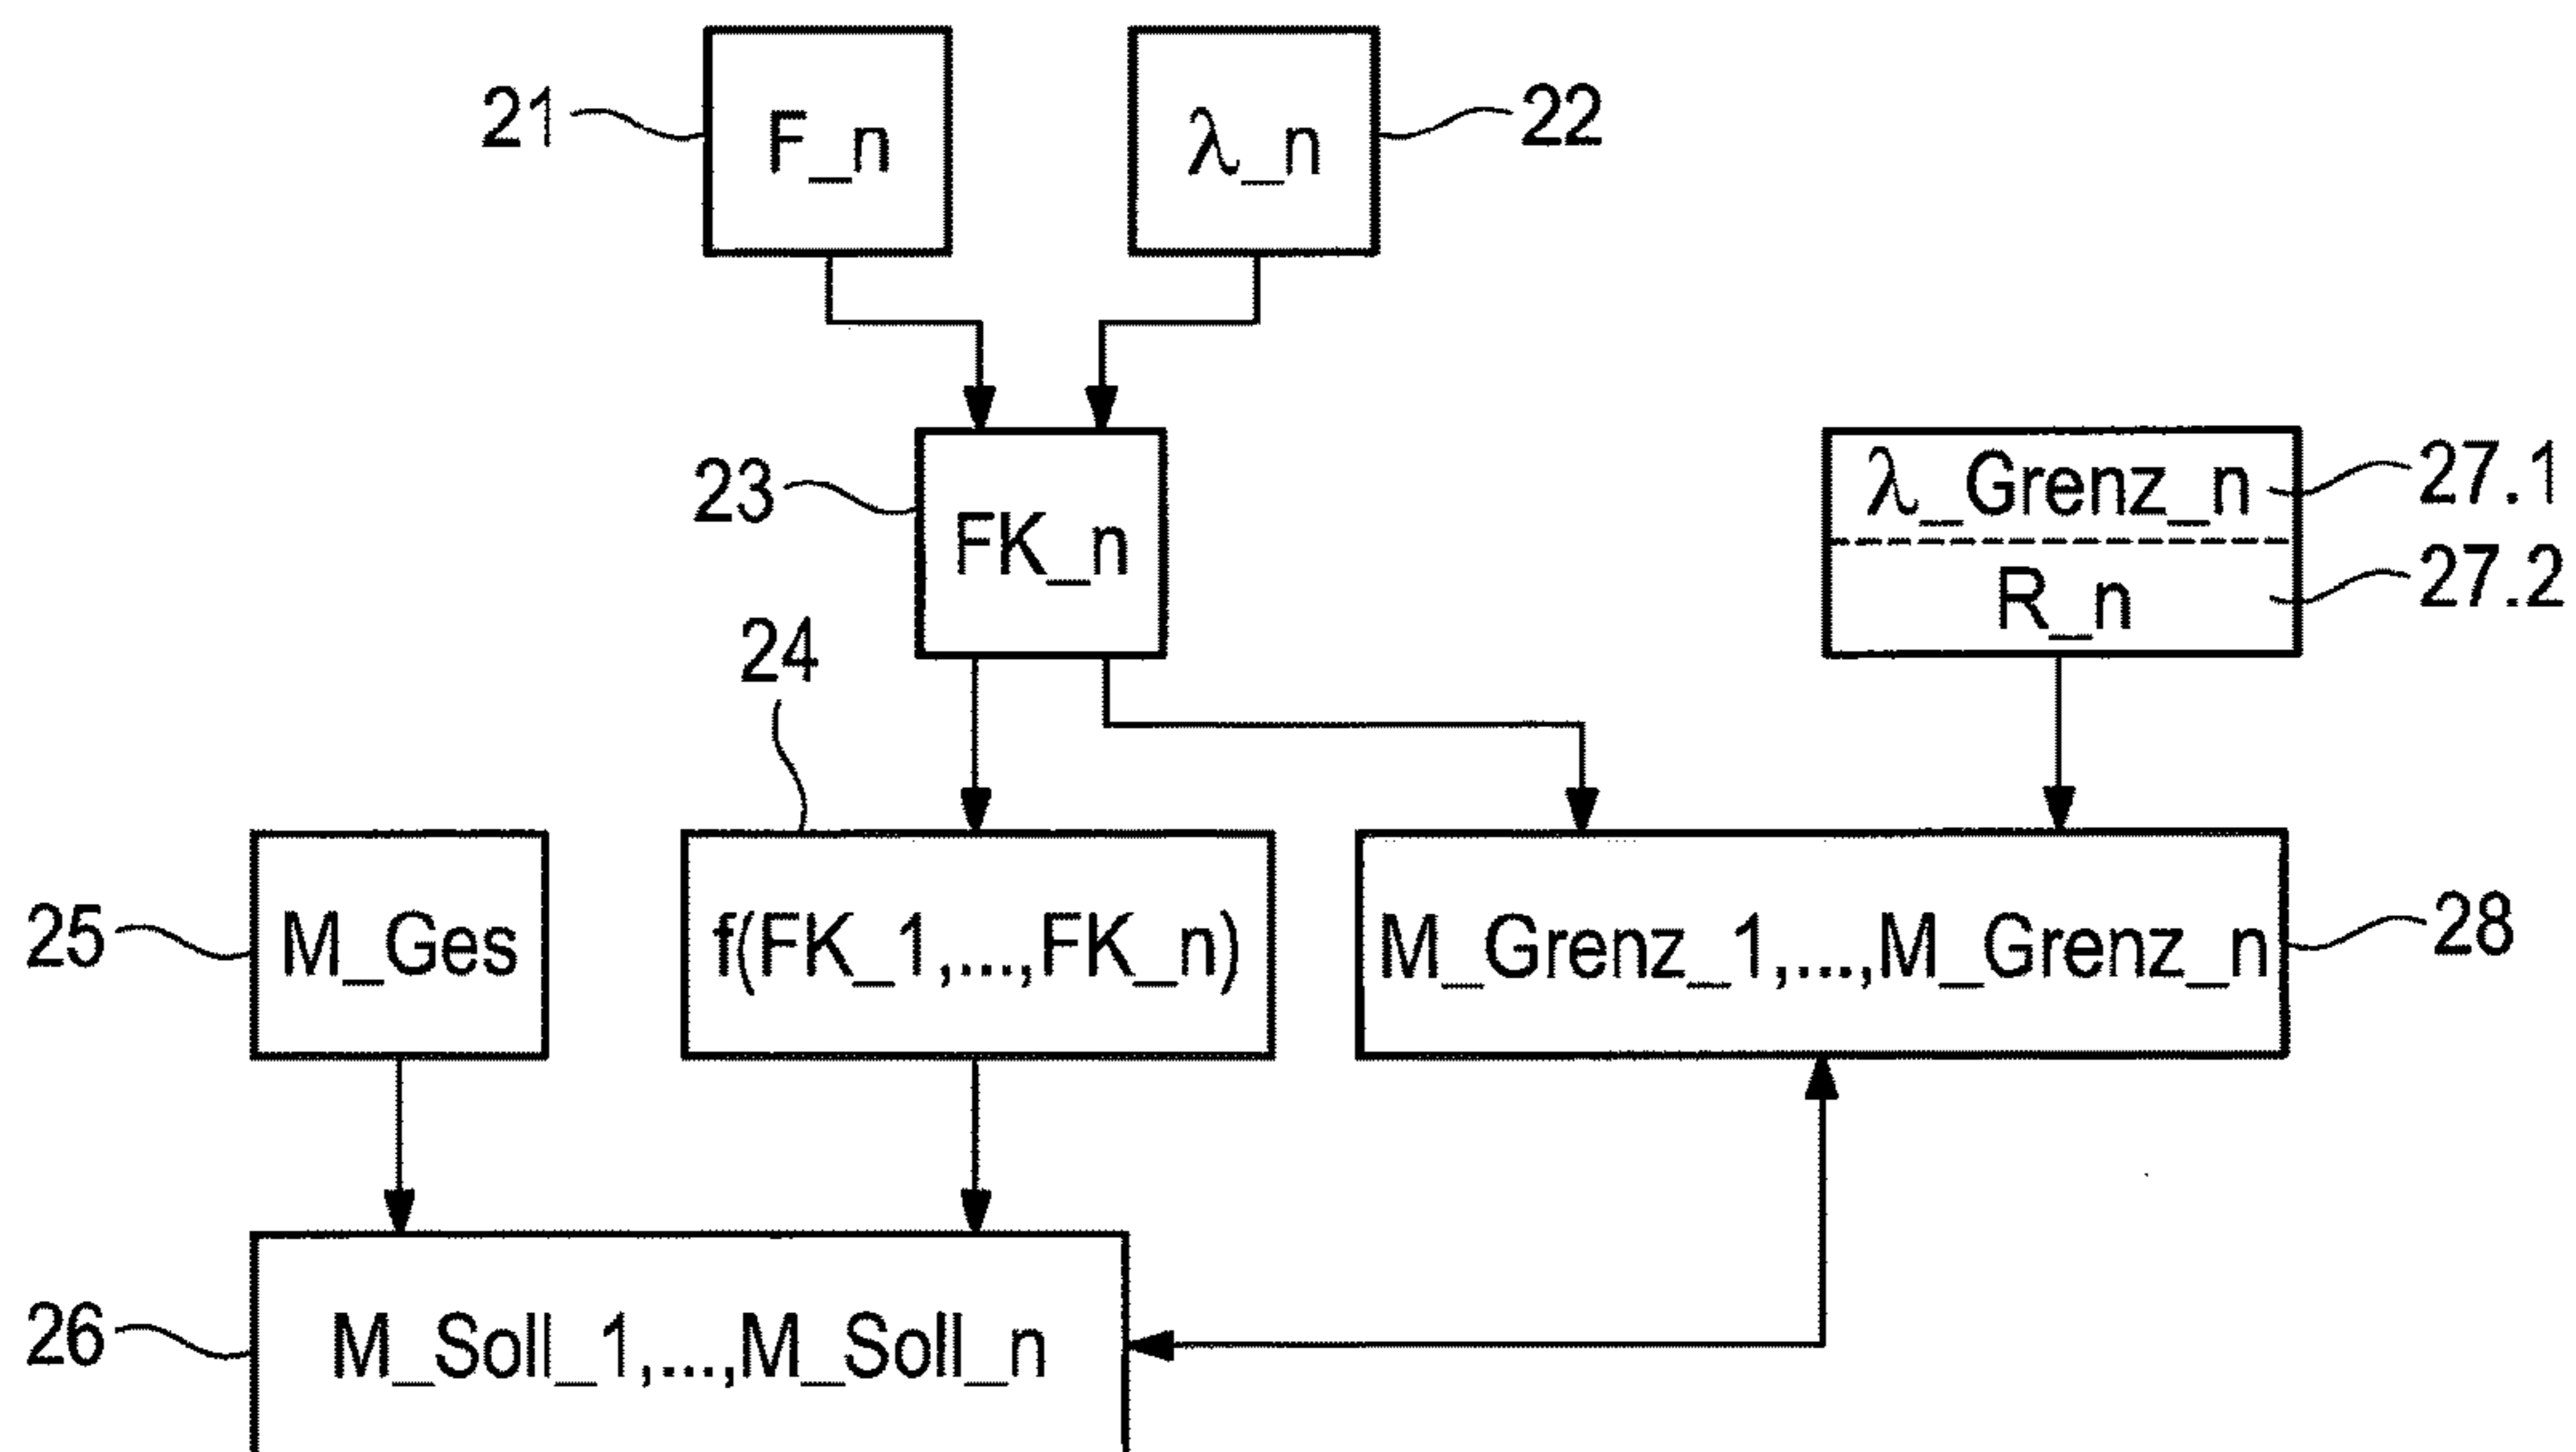 21
F_n
λ_n
22
23
FK_n
λ_Grenz_n
27.1
R_n
27.2
24
25
M_Ges
f(FK_1,...,FK_n)
M_Grenz_1,...,M_Grenz_n
28
26
M_Soll_1,...,M_Soll_n